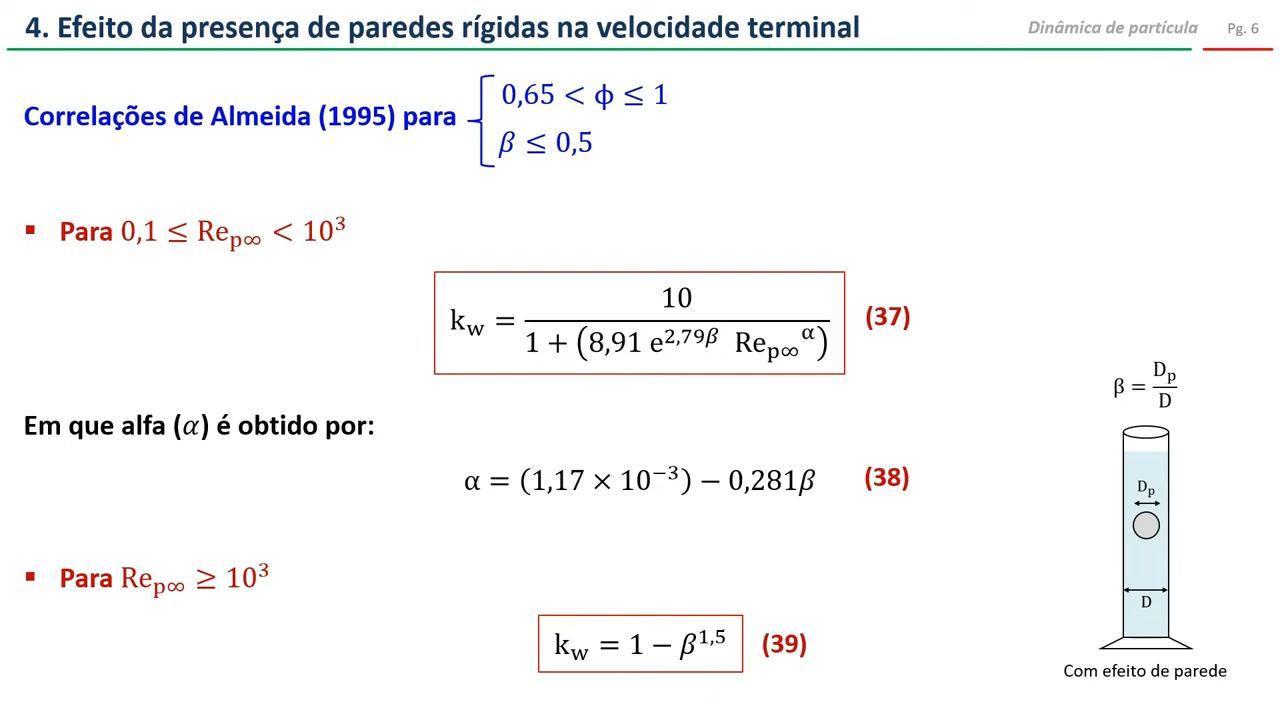 4. Efeito da presença de paredes rígidas na velocidade terminal
Dinâmica de partícula
Pg. 6
Correlações de Almeida (1995) para
0,65 < ϕ ≤ 1
β ≤ 0,5
▪ Para 0,1 ≤ Re_p∞ < 10³
k_w = 10 / (1 + (8,91 e^(2,79β) Re_p∞^α))
(37)
Em que alfa (α) é obtido por:
α = (1,17 × 10⁻³) − 0,281β
(38)
▪ Para Re_p∞ ≥ 10³
k_w = 1 − β^1,5
(39)
β = D_p / D
D_p
D
Com efeito de parede